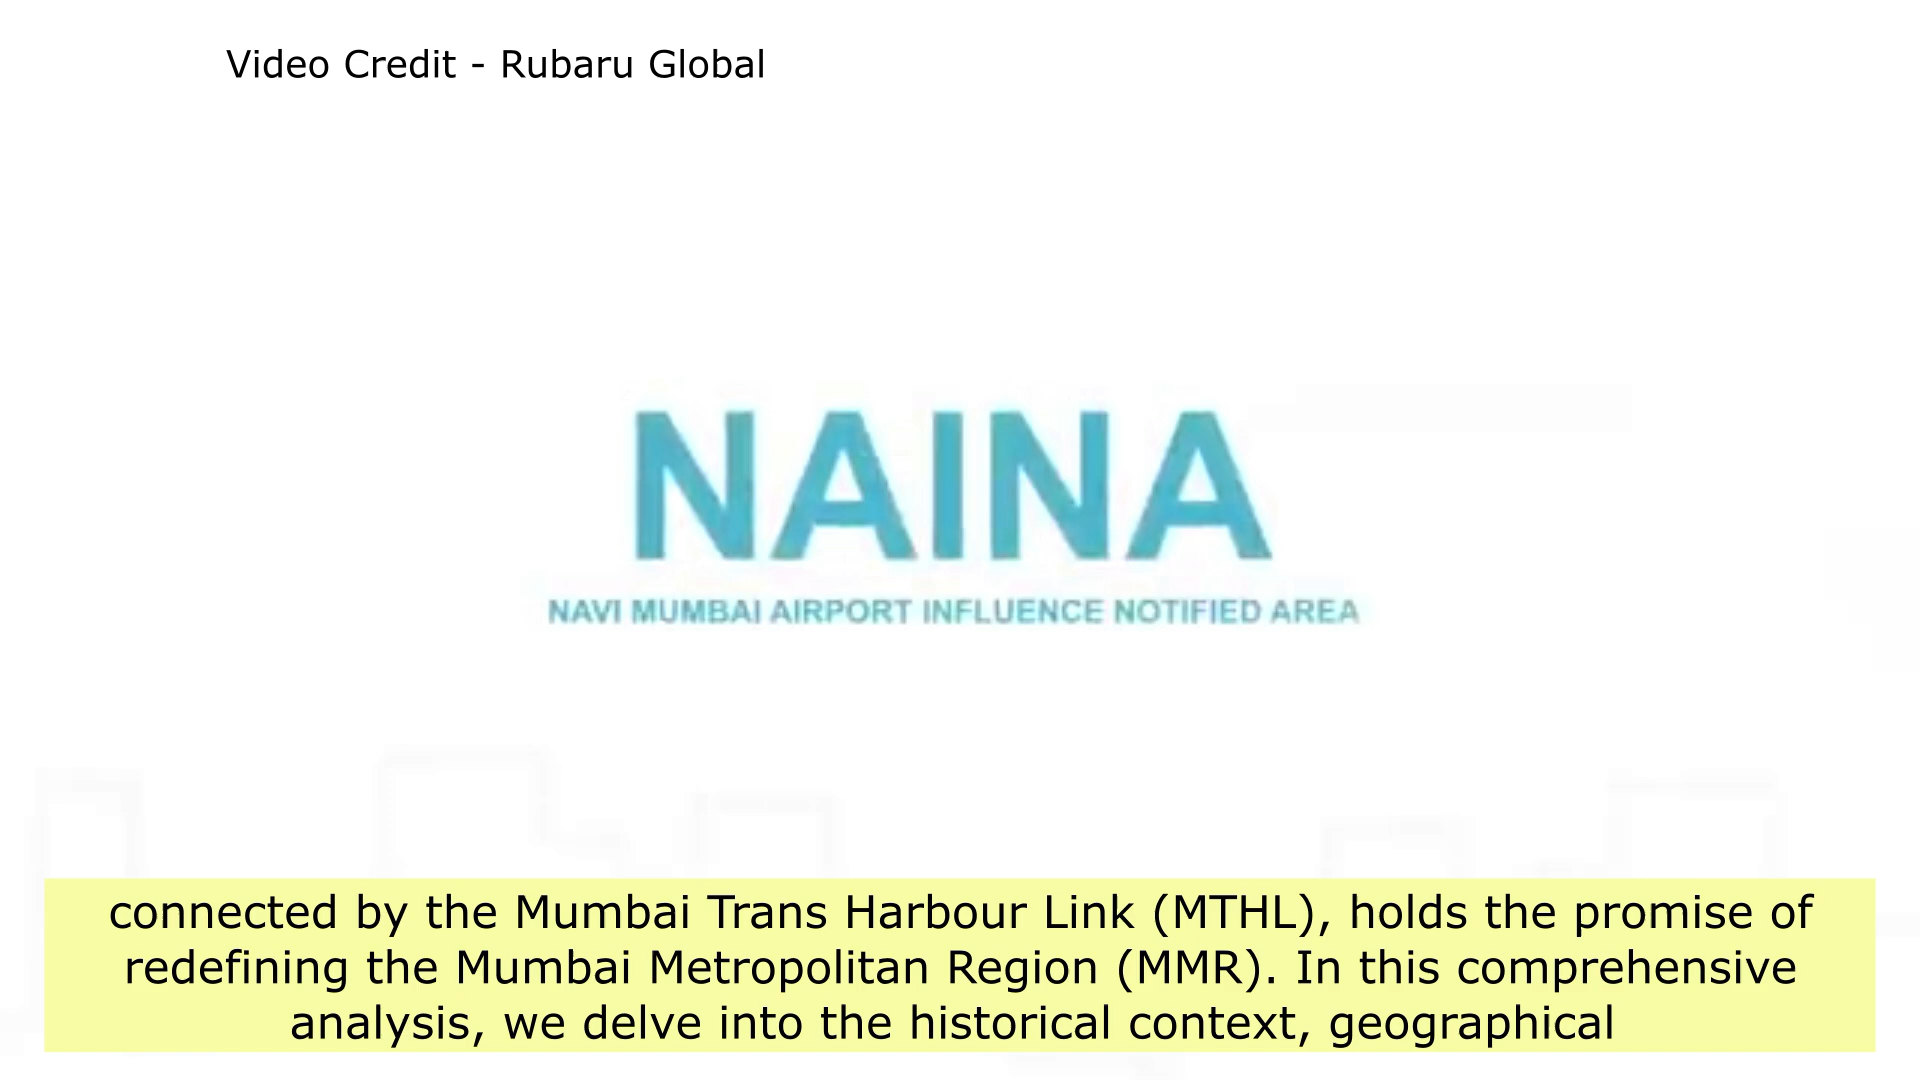 Video Credit - Rubaru Global
NAINA
NAVI MUMBAI AIRPORT INFLUENCE NOTIFIED AREA
connected by the Mumbai Trans Harbour Link (MTHL), holds the promise of
redefining the Mumbai Metropolitan Region (MMR). In this comprehensive
analysis, we delve into the historical context, geographical